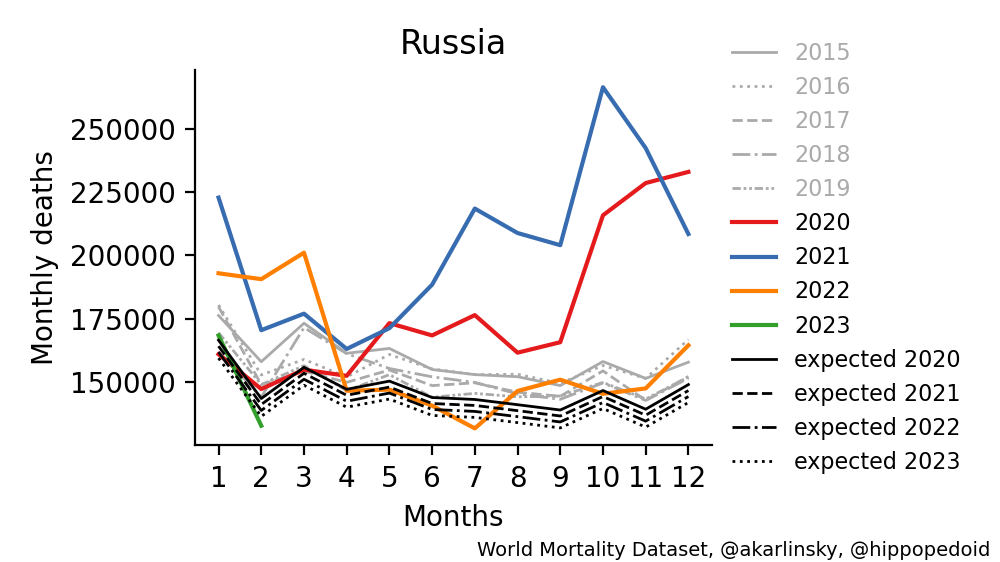 Russia
Monthly deaths
250000
225000
200000
175000
150000
1 2 3 4 5 6 7 8 9 10 11 12
Months
2015
2016
2017
2018
2019
2020
2021
2022
2023
expected 2020
expected 2021
expected 2022
expected 2023
World Mortality Dataset, @akarlinsky, @hippopedoid